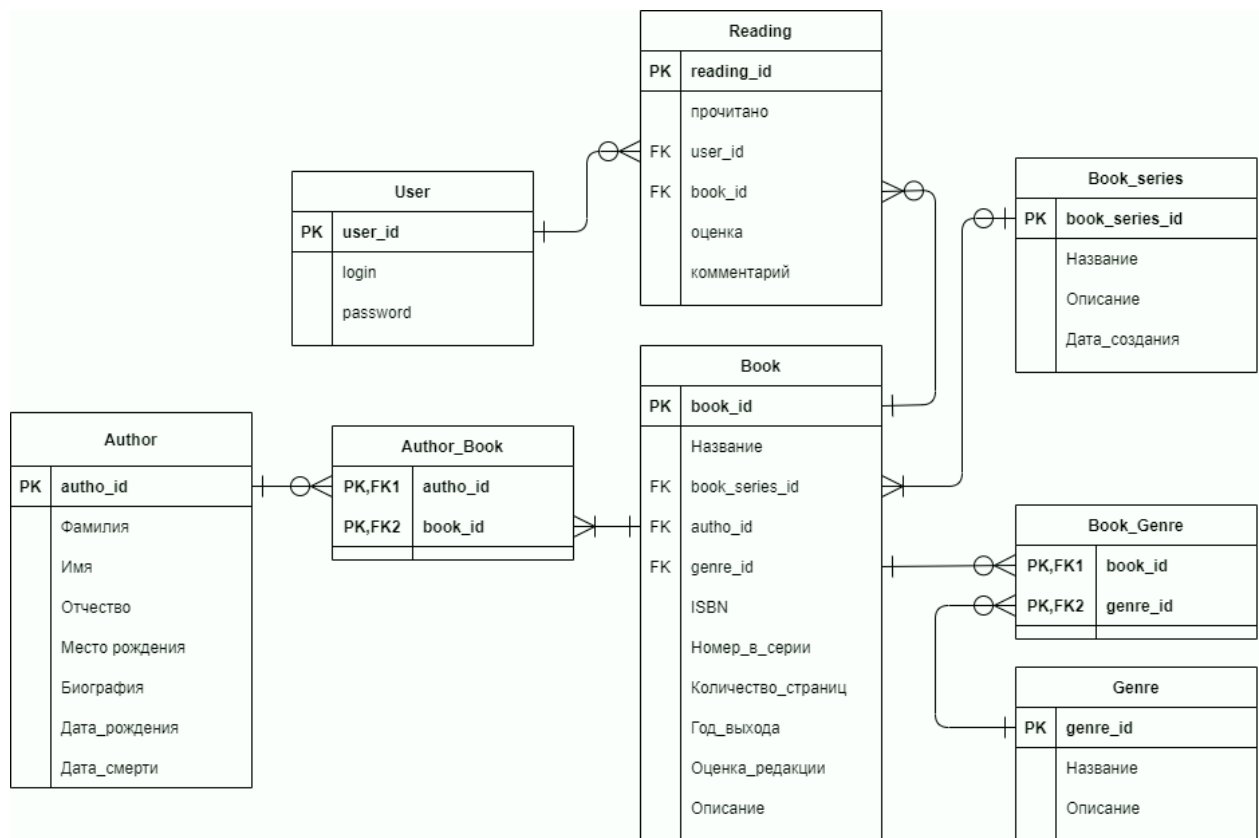 Reading
PK reading_id
прочитано
FK user_id
FK book_id
оценка
комментарий
User
PK user_id
login
password
Book_series
PK book_series_id
Название
Описание
Дата_создания
Book
PK book_id
Название
FK book_series_id
FK autho_id
FK genre_id
ISBN
Номер_в_серии
Количество_страниц
Год_выхода
Оценка_редакции
Описание
Author
PK autho_id
Фамилия
Имя
Отчество
Место рождения
Биография
Дата_рождения
Дата_смерти
Author_Book
PK,FK1 autho_id
PK,FK2 book_id
Book_Genre
PK,FK1 book_id
PK,FK2 genre_id
Genre
PK genre_id
Название
Описание